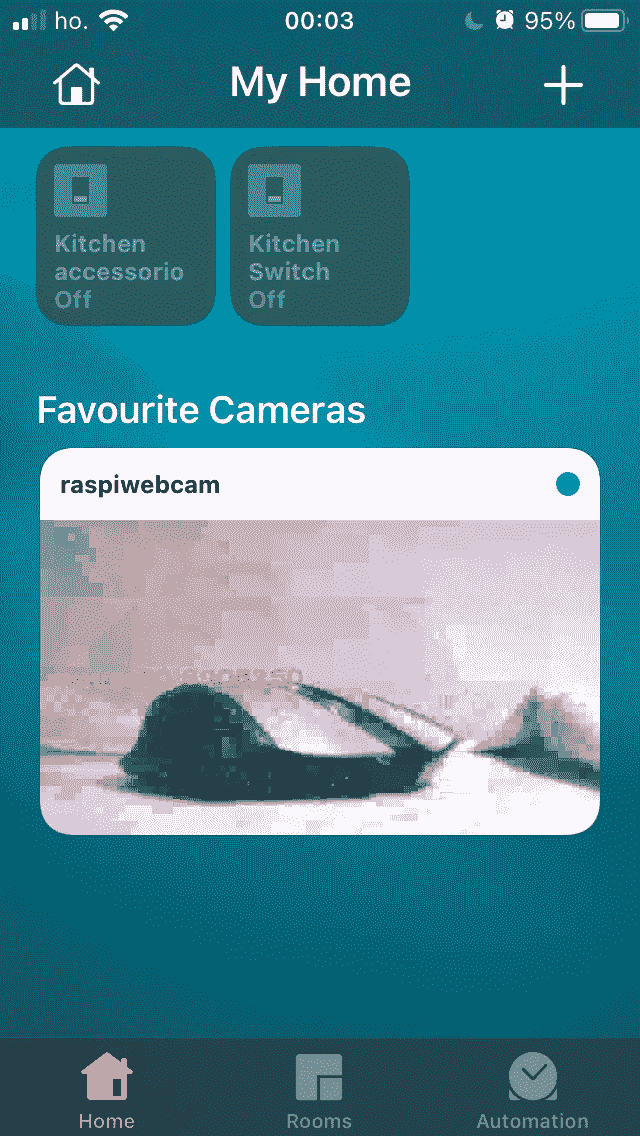 ho. 00:03 95%
My Home
Kitchen
accessorio
Off
Kitchen
Switch
Off
Favourite Cameras
raspiwebcam
Home Rooms Automation